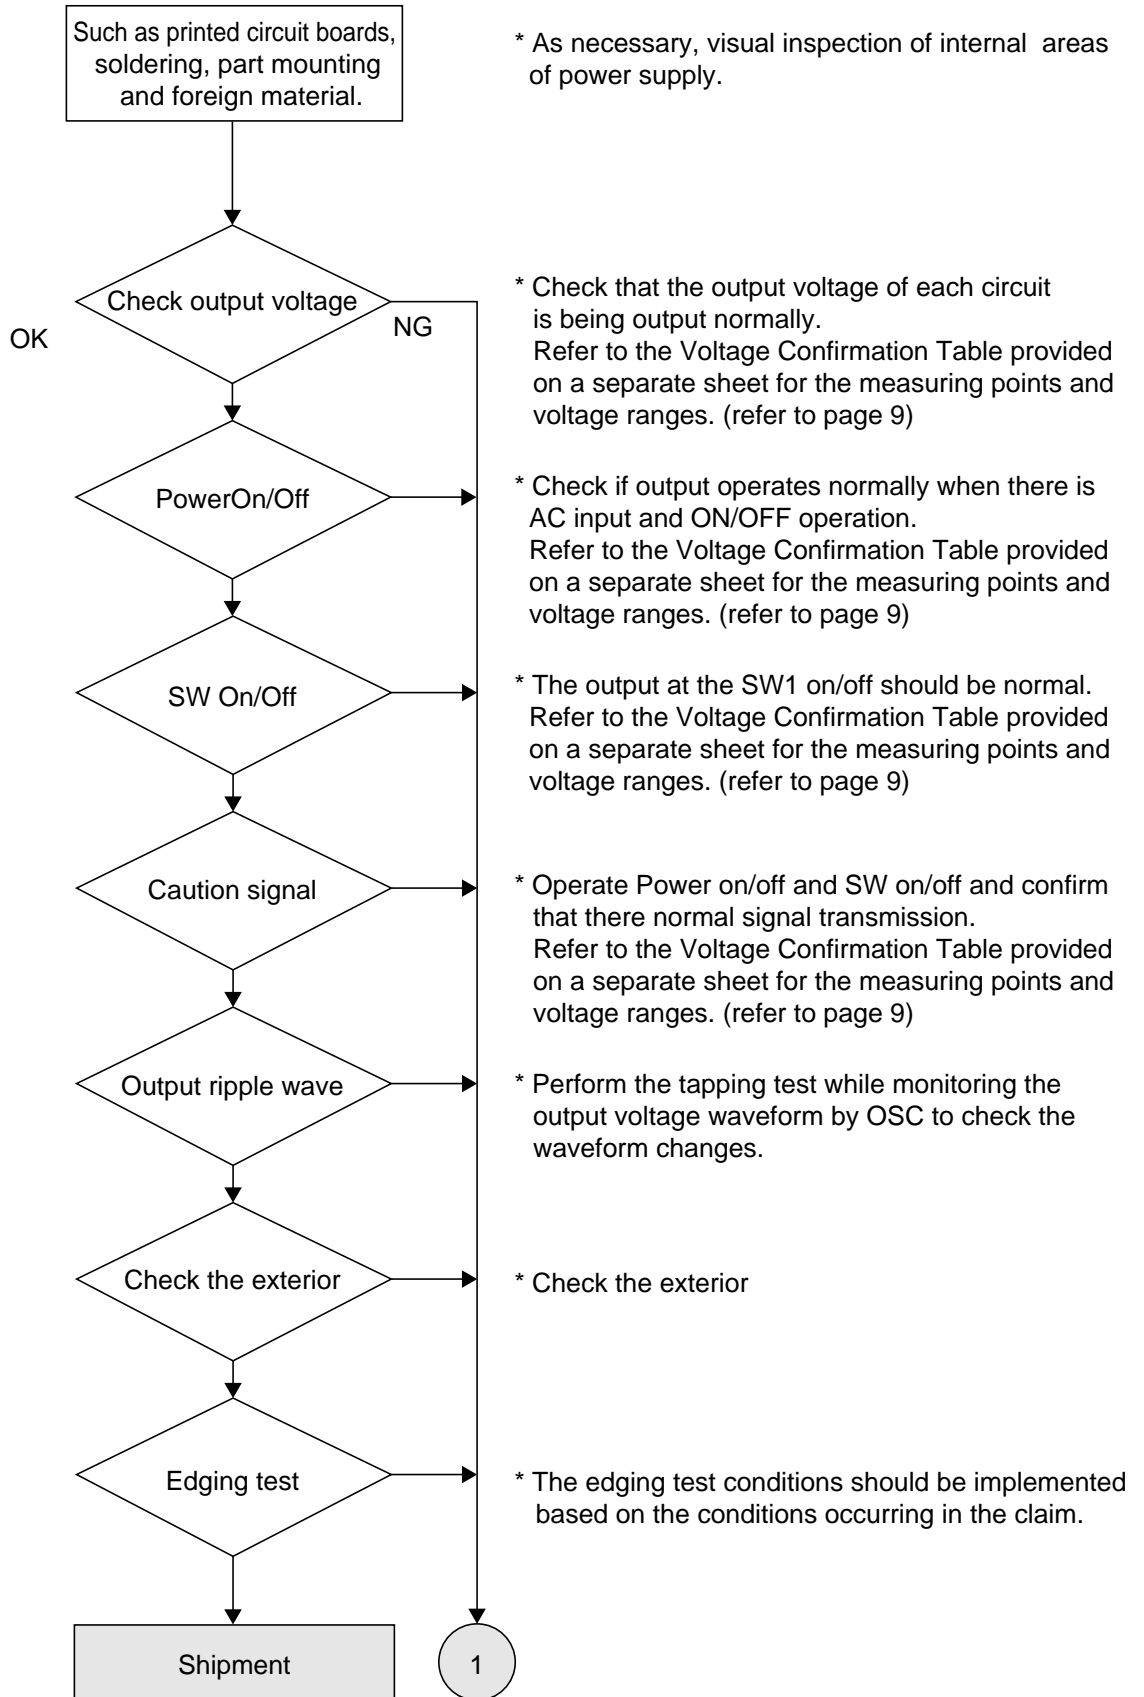 Such as printed circuit boards,
soldering, part mounting
and foreign material.
* As necessary, visual inspection of internal areas
of power supply.
Check output voltage
OK
NG
* Check that the output voltage of each circuit
is being output normally.
Refer to the Voltage Confirmation Table provided
on a separate sheet for the measuring points and
voltage ranges. (refer to page 9)
PowerOn/Off
* Check if output operates normally when there is
AC input and ON/OFF operation.
Refer to the Voltage Confirmation Table provided
on a separate sheet for the measuring points and
voltage ranges. (refer to page 9)
SW On/Off
* The output at the SW1 on/off should be normal.
Refer to the Voltage Confirmation Table provided
on a separate sheet for the measuring points and
voltage ranges. (refer to page 9)
Caution signal
* Operate Power on/off and SW on/off and confirm
that there normal signal transmission.
Refer to the Voltage Confirmation Table provided
on a separate sheet for the measuring points and
voltage ranges. (refer to page 9)
Output ripple wave
* Perform the tapping test while monitoring the
output voltage waveform by OSC to check the
waveform changes.
Check the exterior
* Check the exterior
Edging test
* The edging test conditions should be implemented
based on the conditions occurring in the claim.
Shipment
1